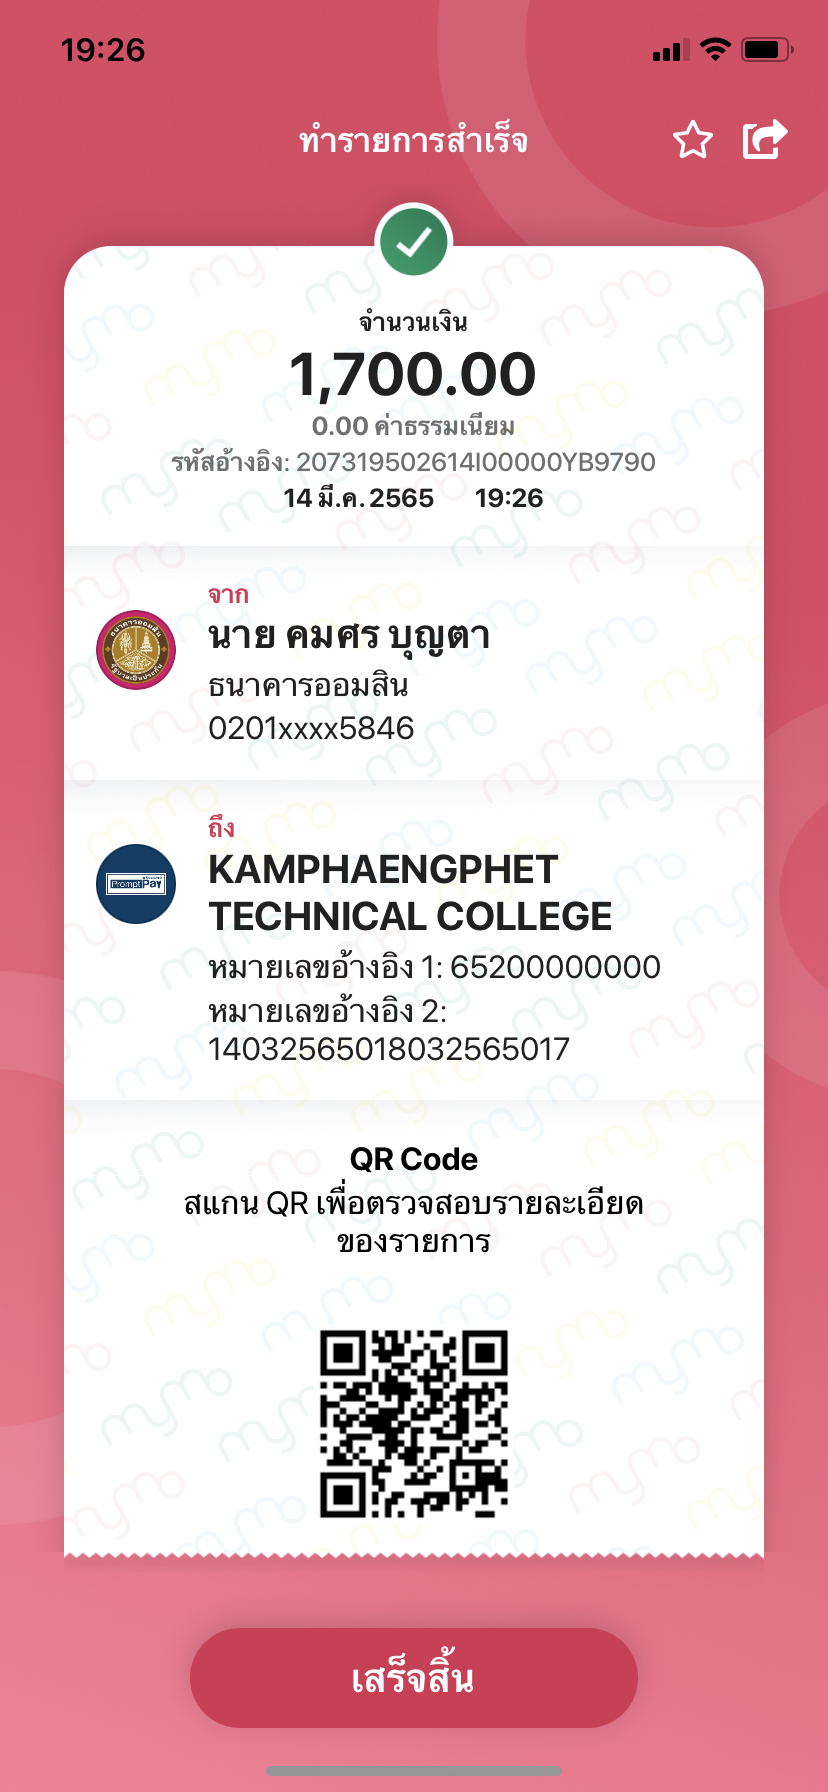 19:26
ทำรายการสำเร็จ
จำนวนเงิน
1,700.00
0.00 ค่าธรรมเนียม
รหัสอ้างอิง: 207319502614I00000YB9790
14 มี.ค. 2565 19:26
จาก
นาย คมศร บุญตา
ธนาคารออมสิน
0201xxxx5846
ถึง
PromptPay
KAMPHAENGPHET
TECHNICAL COLLEGE
หมายเลขอ้างอิง 1: 65200000000
หมายเลขอ้างอิง 2:
14032565018032565017
QR Code
สแกน QR เพื่อตรวจสอบรายละเอียด
ของรายการ
เสร็จสิ้น